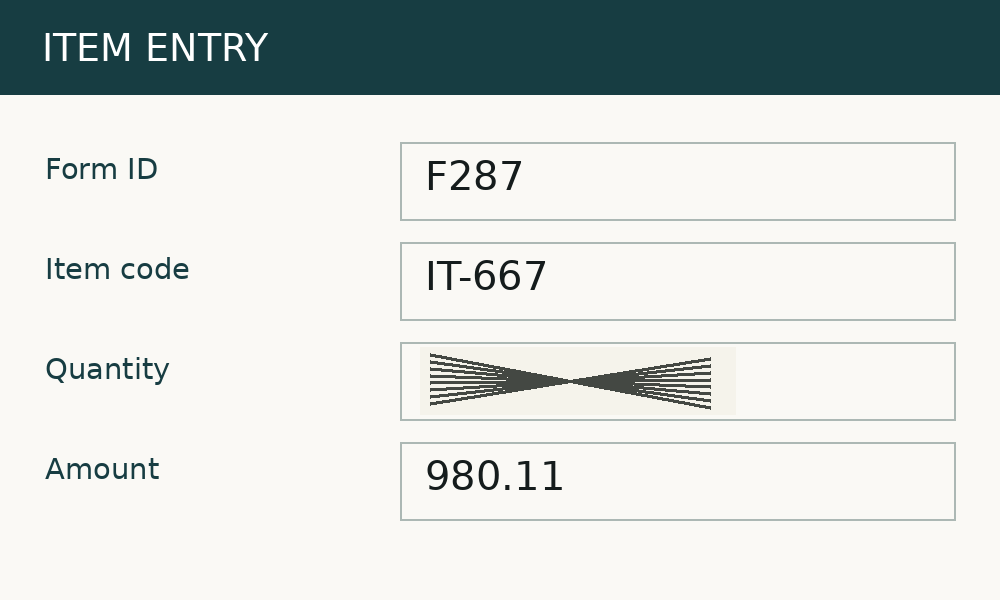 ITEM ENTRY
Form ID
F287
Item code
IT-667
Quantity
Amount
980.11